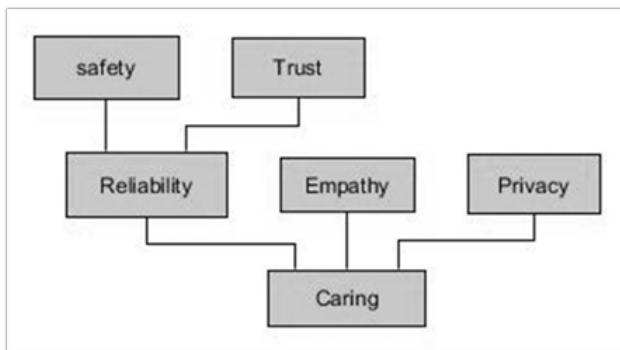 safety
Trust
Reliability
Empathy
Privacy
Caring